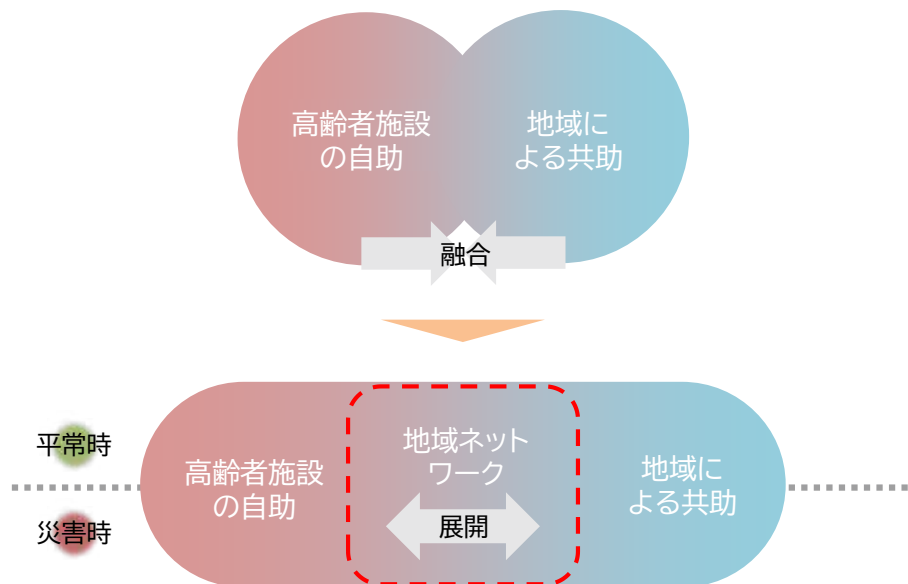 高齢者施設
の自助
地域に
よる共助
融合
平常時
災害時
高齢者施設
の自助
地域ネット
ワーク
展開
地域に
よる共助